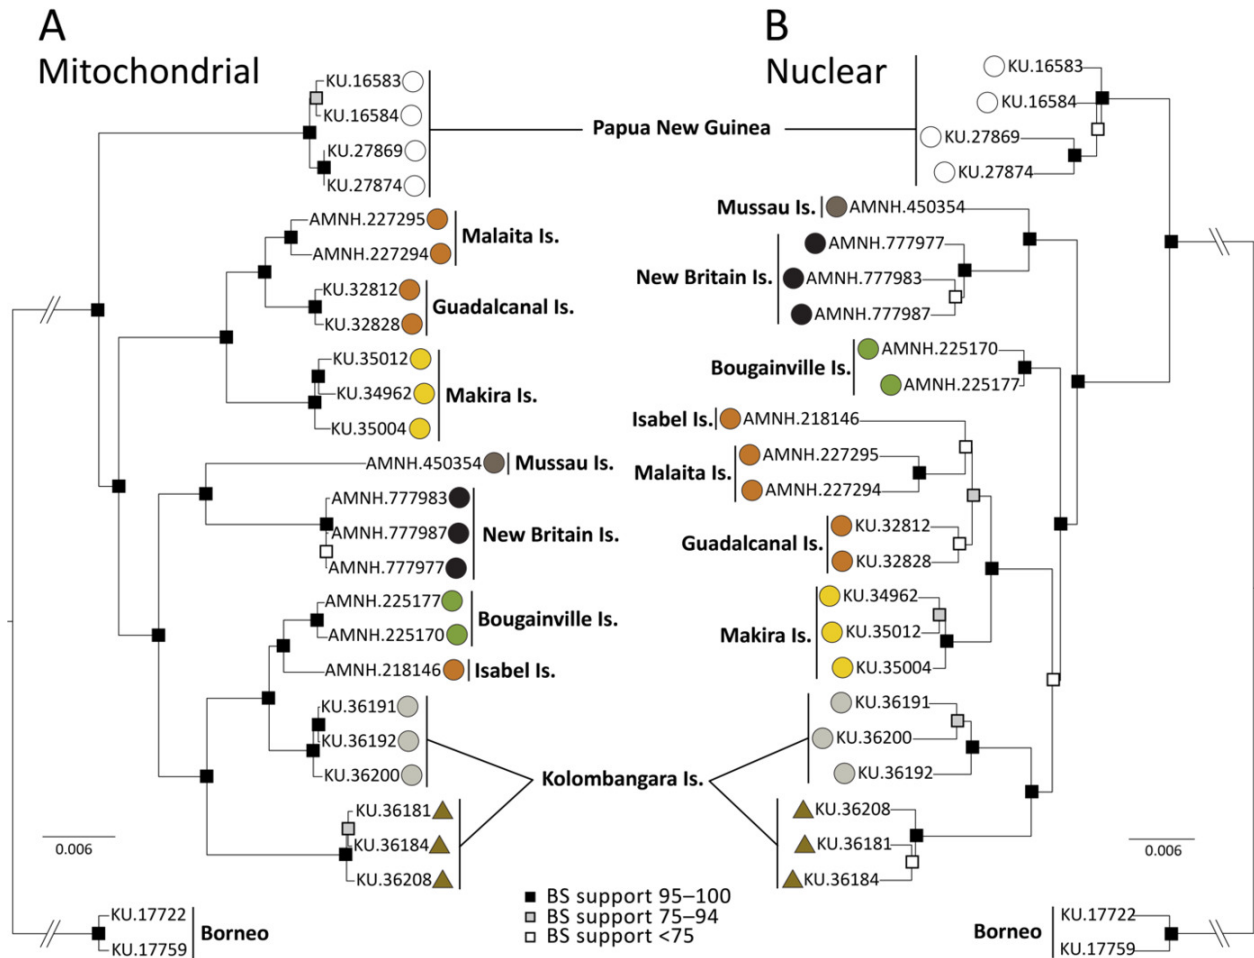 A
Mitochondrial
KU.16583
KU.16584
KU.27869
KU.27874
AMNH.227295
AMNH.227294
Malaita Is.
KU.32812
KU.32828
Guadalcanal Is.
KU.35012
KU.34962
KU.35004
Makira Is.
AMNH.450354
Mussau Is.
AMNH.777983
AMNH.777987
AMNH.777977
New Britain Is.
AMNH.225177
AMNH.225170
Bougainville Is.
AMNH.218146
Isabel Is.
KU.36191
KU.36192
KU.36200
KU.36181
KU.36184
KU.36208
0.006
KU.17722
KU.17759
Borneo
Papua New Guinea
Kolombangara Is.
BS support 95–100
BS support 75–94
BS support <75
B
Nuclear
KU.16583
KU.16584
KU.27869
KU.27874
Mussau Is.
AMNH.450354
New Britain Is.
AMNH.777977
AMNH.777983
AMNH.777987
Bougainville Is.
AMNH.225170
AMNH.225177
Isabel Is.
AMNH.218146
Malaita Is.
AMNH.227295
AMNH.227294
Guadalcanal Is.
KU.32812
KU.32828
Makira Is.
KU.34962
KU.35012
KU.35004
KU.36191
KU.36200
KU.36192
KU.36208
KU.36181
KU.36184
0.006
Borneo
KU.17722
KU.17759